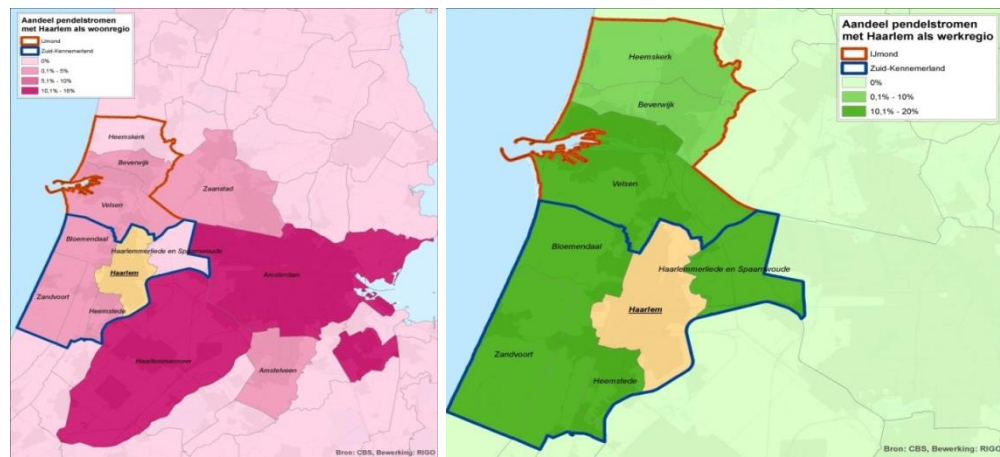 Aandeel pendelstromen
met Haarlem als woonregio
IJmond
Zuid-Kennemerland
0%
0,1% - 5%
5,1% - 10%
10,1% - 16%
Heemskerk
Beverwijk
Zaanstad
Velsen
Bloemendaal
Haarlemmerliede en Spaarnwoude
Haarlem
Amsterdam
Zandvoort
Heemstede
Haarlemmermeer
Amstelveen
Bron: CBS, Bewerking: RIGO
Aandeel pendelstromen
met Haarlem als werkregio
IJmond
Zuid-Kennemerland
0%
0,1% - 10%
10,1% - 20%
Heemskerk
Beverwijk
Velsen
Bloemendaal
Haarlemmerliede en Spaarnwoude
Haarlem
Zandvoort
Heemstede
Bron: CBS, Bewerking: RIGO